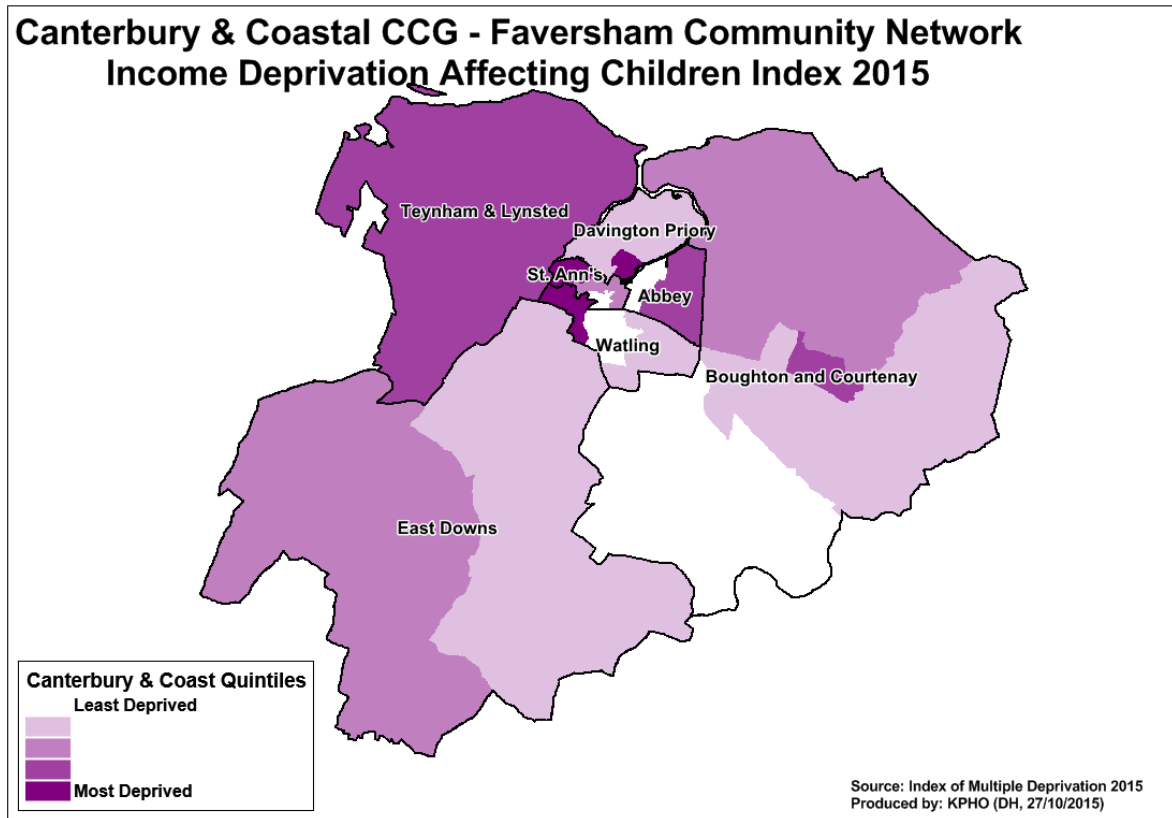 Canterbury & Coastal CCG - Faversham Community Network
Income Deprivation Affecting Children Index 2015
Teynham & Lynsted
Davington Priory
St. Ann's
Abbey
Watling
Boughton and Courtenay
East Downs
Canterbury & Coast Quintiles
Least Deprived
Most Deprived
Source: Index of Multiple Deprivation 2015
Produced by: KPHO (DH, 27/10/2015)